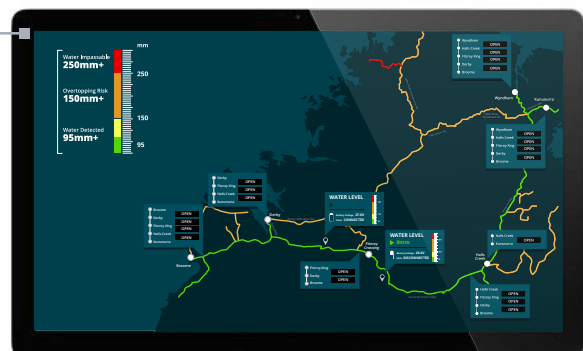 mm
Water Impassable
250mm+
250
Overtopping Risk
150mm+
150
Water Detected
95mm+
95
Wyndham
OPEN
Halls Creek
OPEN
Fitzroy Xing
OPEN
Derby
OPEN
Broome
OPEN
Wyndham
Kununurra
Wyndham
OPEN
Halls Creek
OPEN
Fitzroy Xing
OPEN
Derby
OPEN
Broome
OPEN
Derby
OPEN
Fitzroy Xing
OPEN
Halls Creek
OPEN
Kununurra
OPEN
Broome
OPEN
Derby
OPEN
Fitzroy Xing
OPEN
Halls Creek
OPEN
Kununurra
OPEN
WATER LEVEL
Derby
WATER LEVEL
0mm
Fitzroy
Crossing
Halls Creek
OPEN
Kununurra
Broome
Halls
Creek
Fitzroy Xing
OPEN
Derby
OPEN
Broome
OPEN
Halls Creek
OPEN
Fitzroy Xing
OPEN
Derby
OPEN
Broome
OPEN